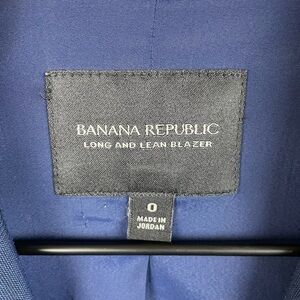 BANANA REPUBLIC
LONG AND LEAN BLAZER
0
MADE IN
JORDAN